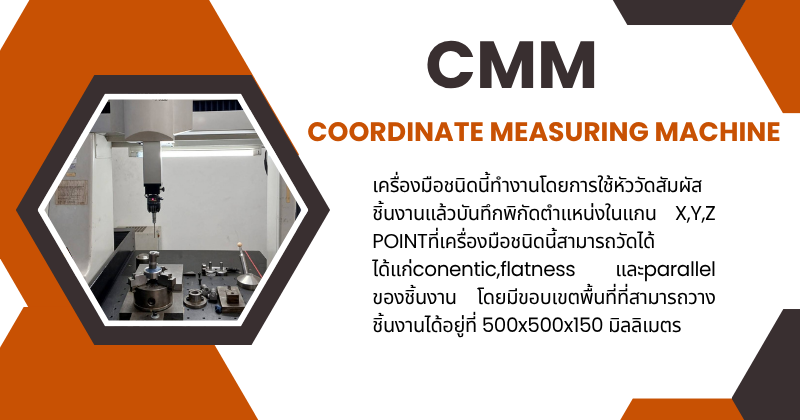 CMM
COORDINATE MEASURING MACHINE
เครื่องมือชนิดนี้ทำงานโดยการใช้หัววัดสัมผัส
ชิ้นงานแล้วบันทึกพิกัดตำแหน่งในแกน X,Y,Z
POINTที่เครื่องมือชนิดนี้สามารถวัดได้
ได้แก่conentic,flatness และparallel
ของชิ้นงาน โดยมีขอบเขตพื้นที่ที่สามารถวาง
ชิ้นงานได้อยู่ที่ 500x500x150 มิลลิเมตร